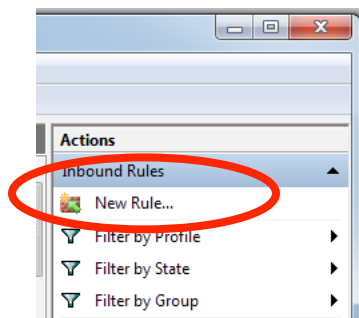 Actions
Inbound Rules
New Rule...
Filter by Profile
Filter by State
Filter by Group